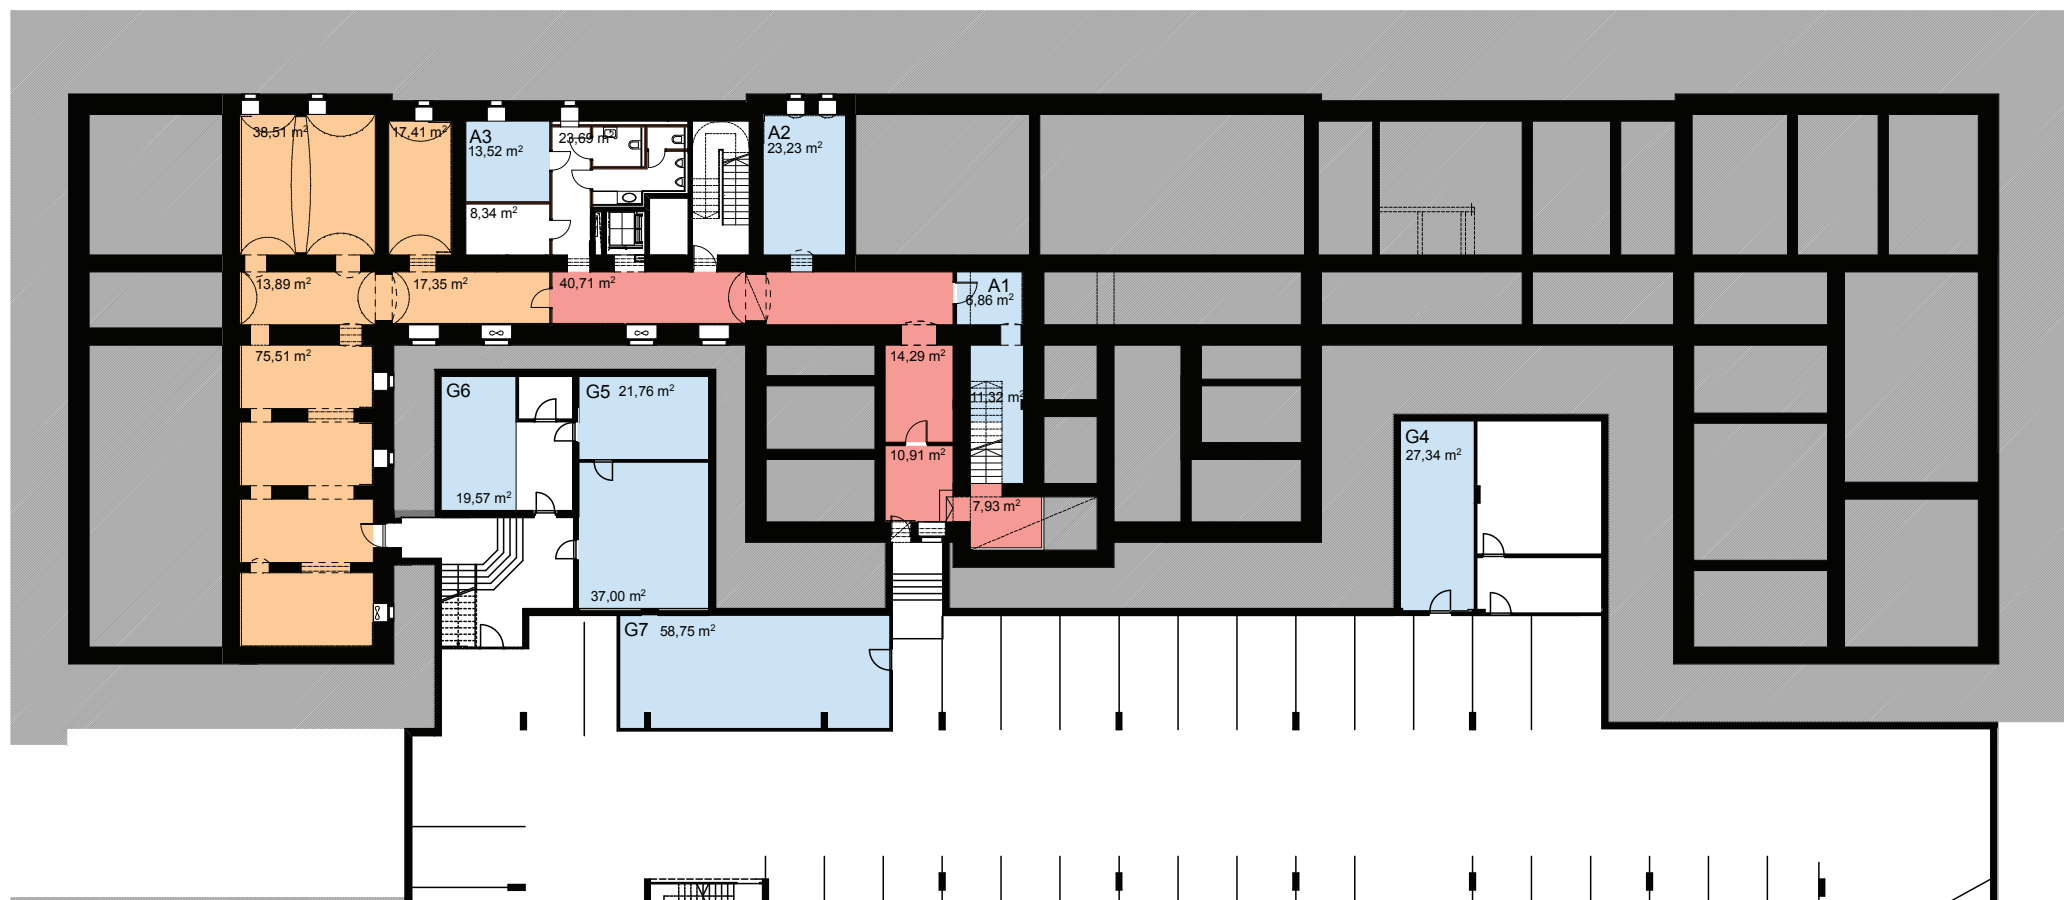 38,51 m²
17,41 m²
A3
13,52 m²
23,69 m²
A2
23,23 m²
8,34 m²
13,89 m²
17,35 m²
40,71 m²
A1
6,86 m²
75,51 m²
14,29 m²
G6
G5 21,76 m²
11,32 m²
G4
27,34 m²
10,91 m²
19,57 m²
7,93 m²
37,00 m²
G7 58,75 m²